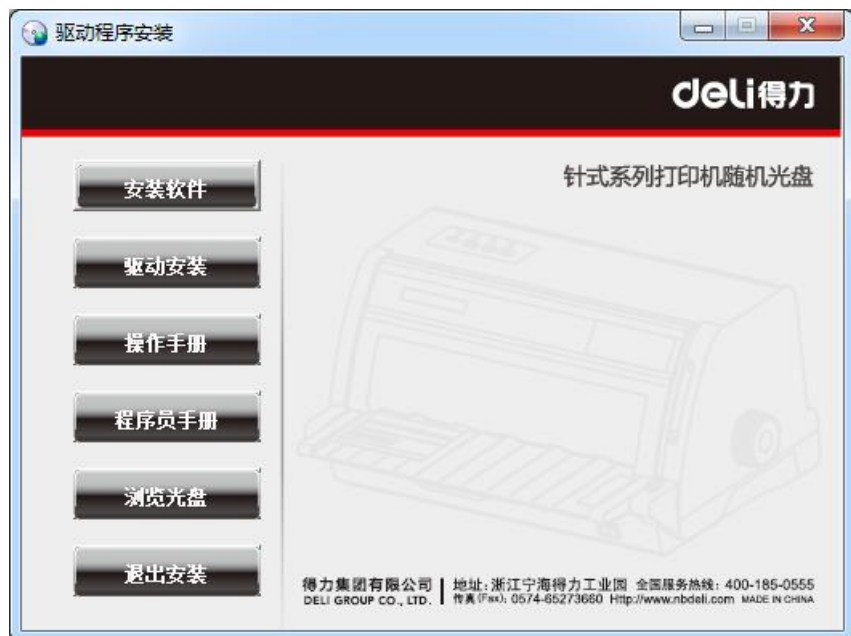 驱动程序安装
deli得力
针式系列打印机随机光盘
安装软件
驱动安装
操作手册
程序员手册
浏览光盘
退出安装
得力集团有限公司 地址:浙江宁海得力工业园 全国服务热线:400-185-0555
DELI GROUP CO., LTD. 传真(Fax):0574-65273660 Http://www.nbdeli.com MADE IN CHINA